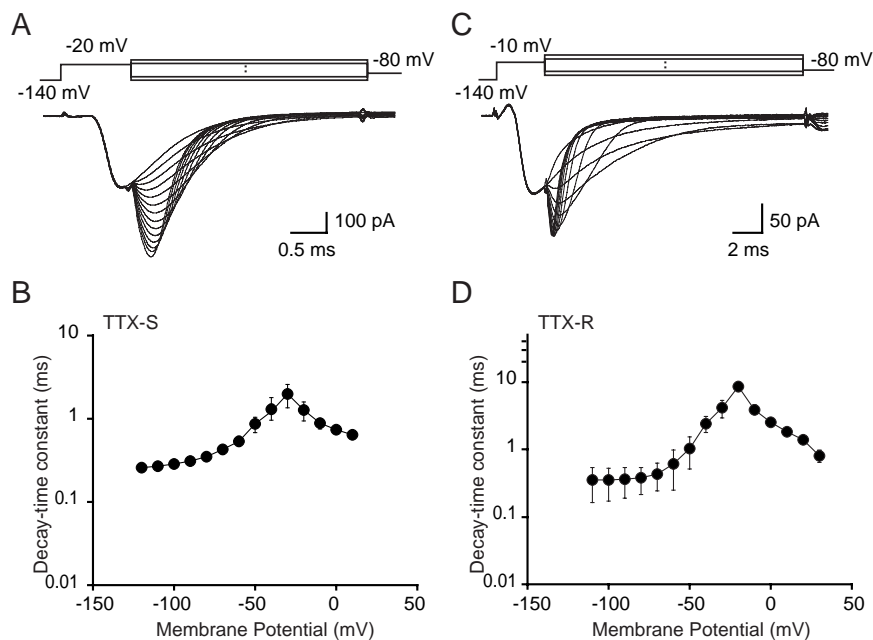 A
-20 mV
-80 mV
-140 mV
100 pA
0.5 ms
C
-10 mV
-80 mV
-140 mV
50 pA
2 ms
B
TTX-S
Decay-time constant (ms)
10
1
0.1
0.01
-150
-100
-50
0
50
Membrane Potential (mV)
D
TTX-R
Decay-time constant (ms)
10
1
0.1
0.01
-150
-100
-50
0
50
Membrane Potential (mV)